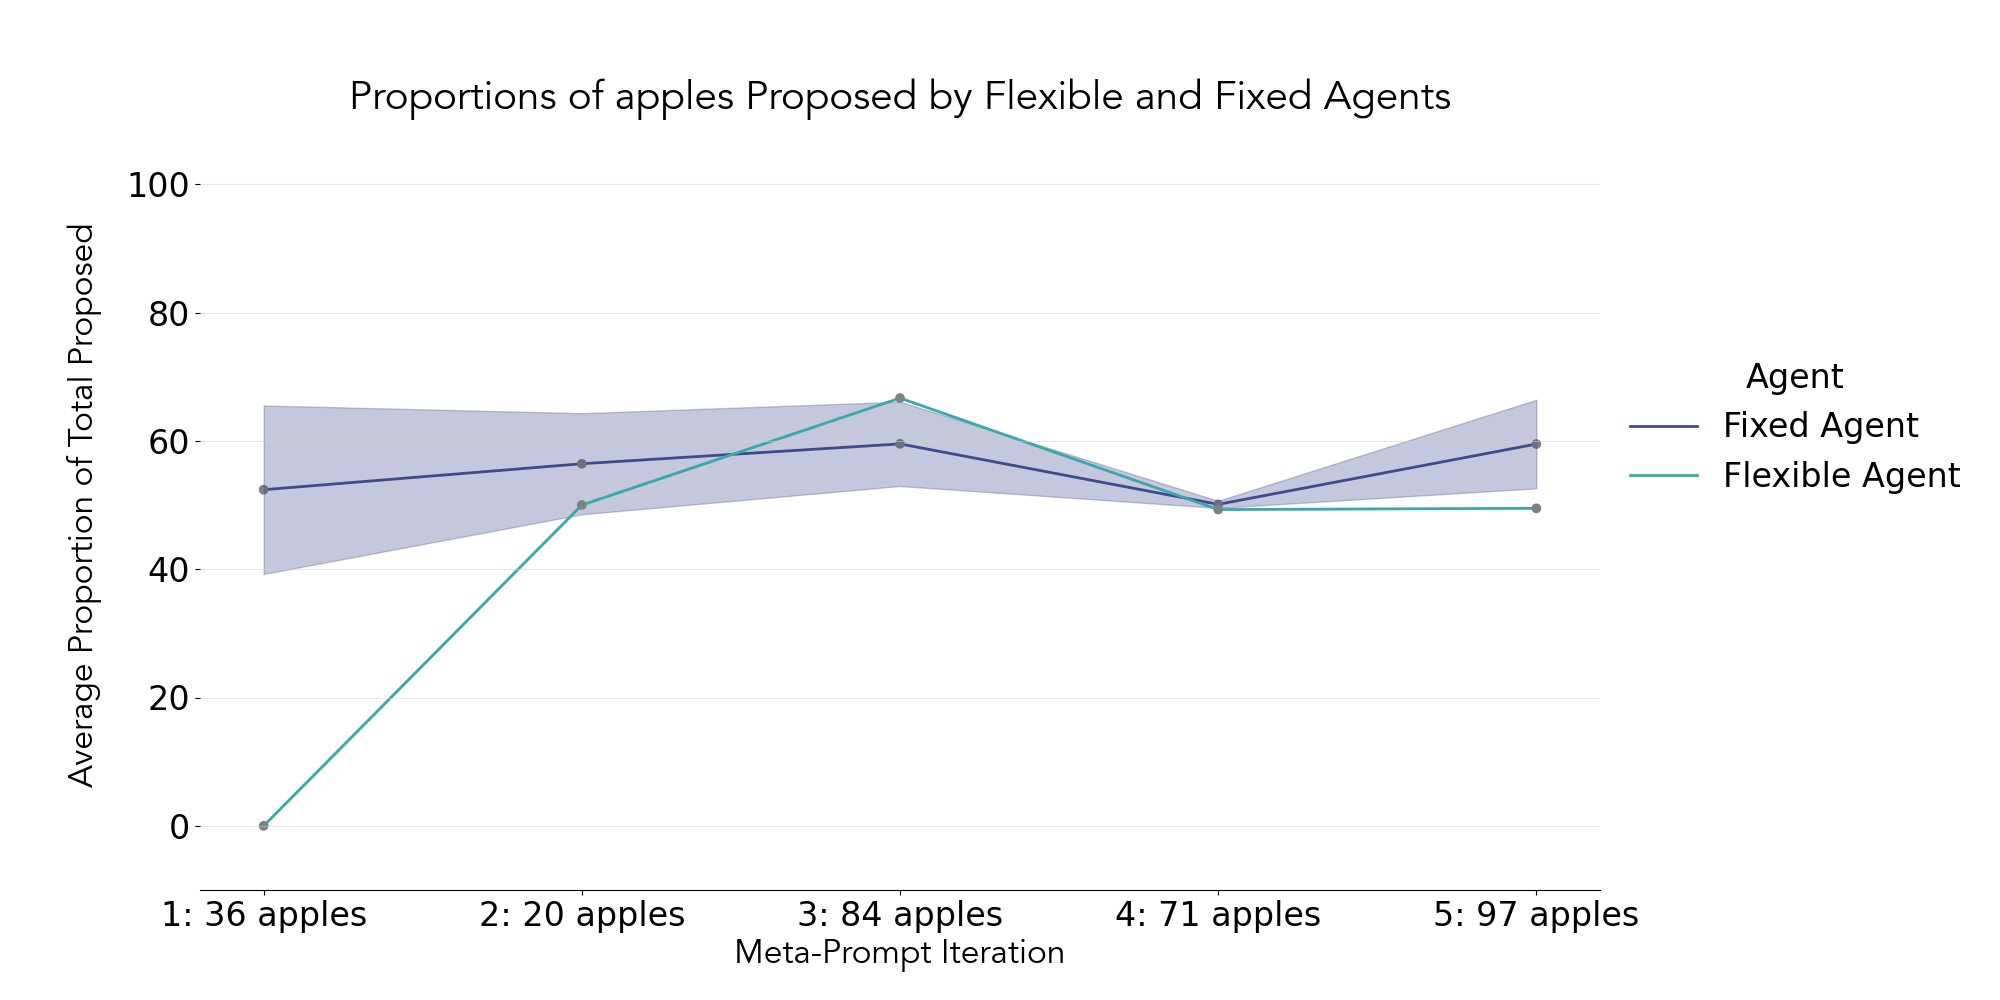 Proportions of apples Proposed by Flexible and Fixed Agents
Average Proportion of Total Proposed
100
80
60
40
20
0
1: 36 apples
2: 20 apples
3: 84 apples
4: 71 apples
5: 97 apples
Meta-Prompt Iteration
Agent
Fixed Agent
Flexible Agent